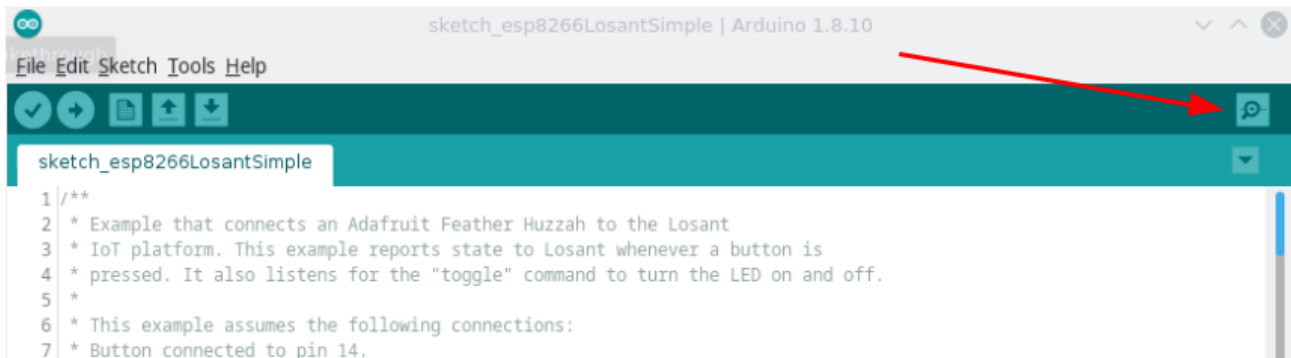 sketch_esp8266LosantSimple | Arduino 1.8.10
ikethrough
File Edit Sketch Tools Help
sketch_esp8266LosantSimple
1 /**
2 * Example that connects an Adafruit Feather Huzzah to the Losant
3 * IoT platform. This example reports state to Losant whenever a button is
4 * pressed. It also listens for the "toggle" command to turn the LED on and off.
5 *
6 * This example assumes the following connections:
7 * Button connected to pin 14.